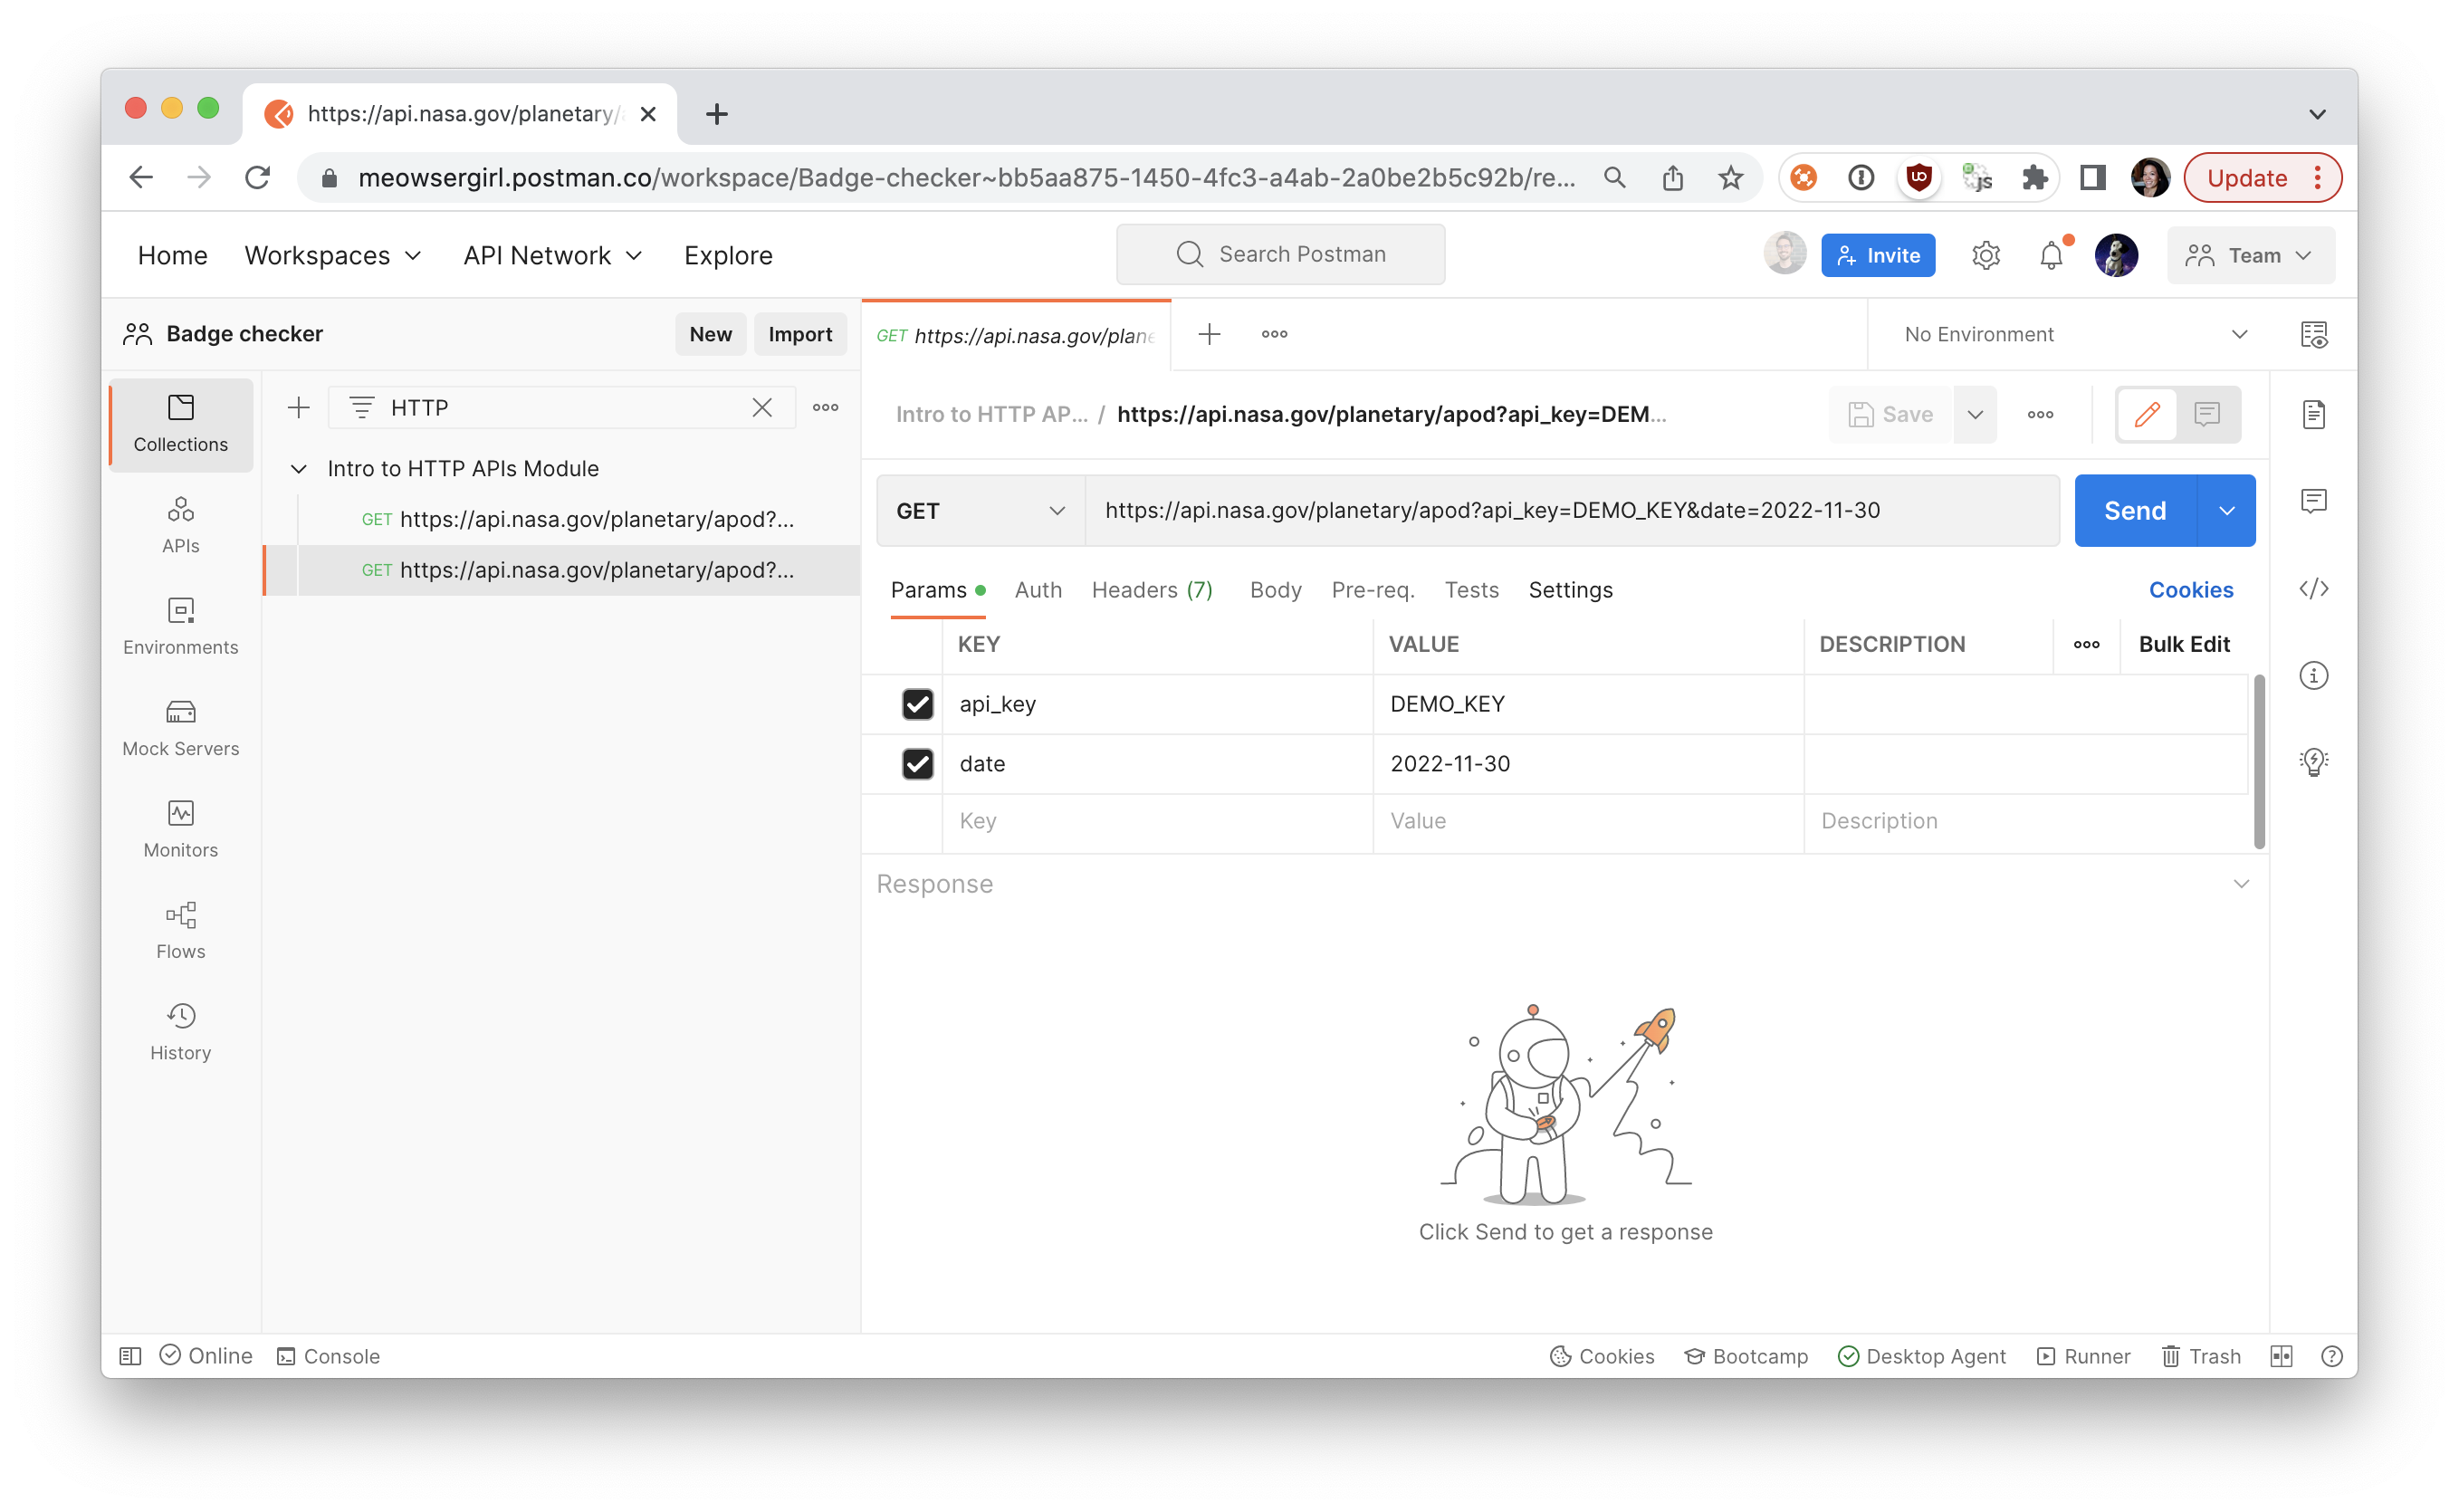 https://api.nasa.gov/planetary/
meowsergirl.postman.co/workspace/Badge-checker~bb5aa875-1450-4fc3-a4ab-2a0be2b5c92b/re...
Update
Home Workspaces API Network Explore Search Postman Invite Team
Badge checker New Import GET https://api.nasa.gov/plane No Environment
Collections HTTP Intro to HTTP AP... / https://api.nasa.gov/planetary/apod?api_key=DEM... Save
Intro to HTTP APIs Module
GET https://api.nasa.gov/planetary/apod?...
GET https://api.nasa.gov/planetary/apod?...
APIs
Environments
Mock Servers
Monitors
Flows
History
GET https://api.nasa.gov/planetary/apod?api_key=DEMO_KEY&date=2022-11-30 Send
Params Auth Headers (7) Body Pre-req. Tests Settings Cookies
KEY VALUE DESCRIPTION Bulk Edit
api_key DEMO_KEY
date 2022-11-30
Key Value Description
Response
Click Send to get a response
Online Console Cookies Bootcamp Desktop Agent Runner Trash